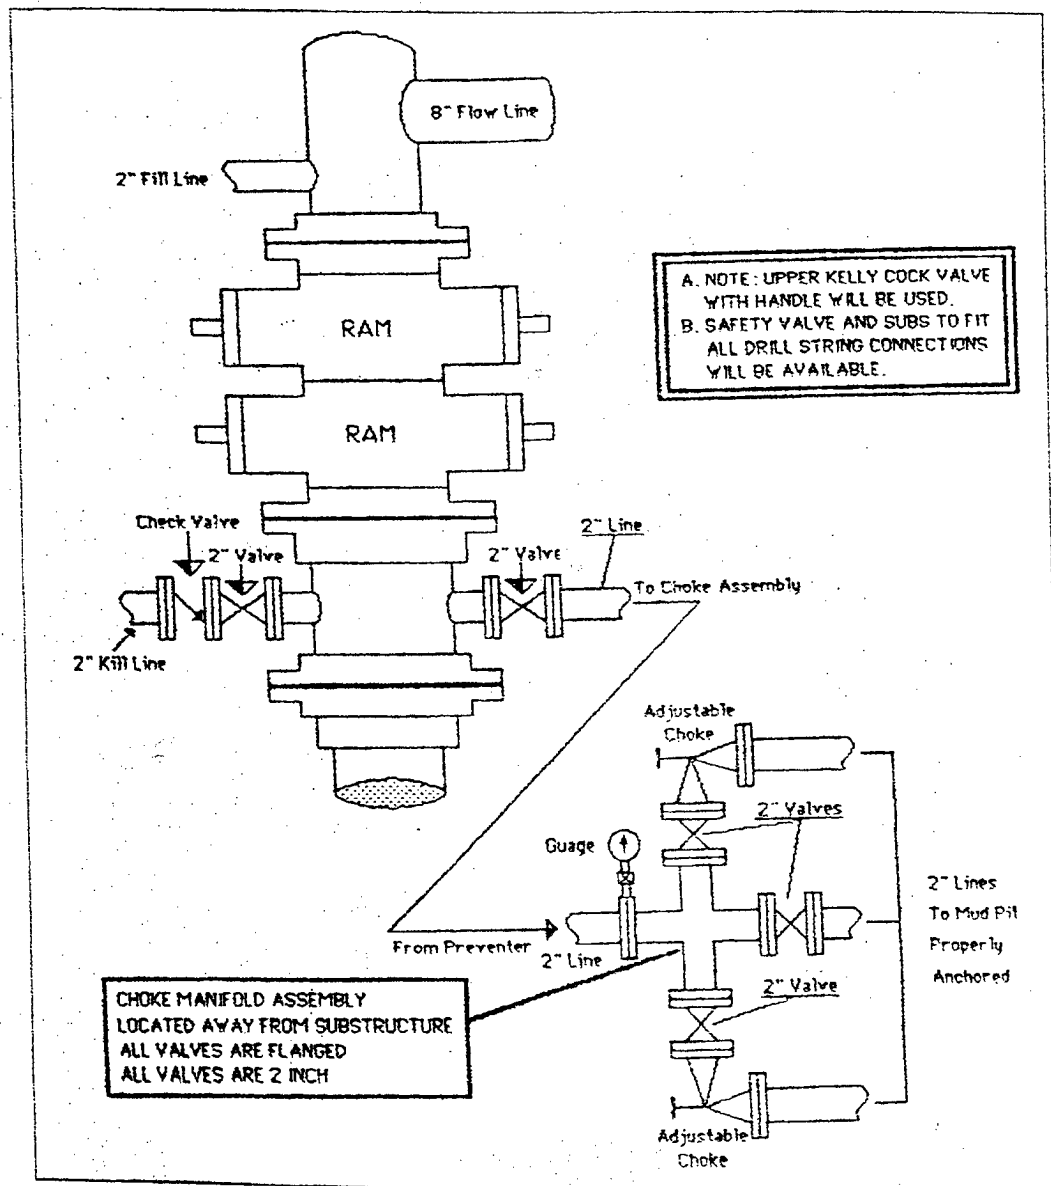 8" Flow Line
2" Fill Line
A. NOTE: UPPER KELLY COCK VALVE
WITH HANDLE WILL BE USED.
B. SAFETY VALVE AND SUBS TO FIT
ALL DRILL STRING CONNECTIONS
WILL BE AVAILABLE.
RAM
RAM
Check Valve
2" Valve
2" Valve
2" Line
To Choke Assembly
2" Kill Line
Adjustable
Choke
2" Valves
Guage
2" Lines
To Mud Pit
Properly
Anchored
From Preventer
2" Line
2" Valve
CHOKE MANIFOLD ASSEMBLY
LOCATED AWAY FROM SUBSTRUCTURE
ALL VALVES ARE FLANGED
ALL VALVES ARE 2 INCH
Adjustable
Choke